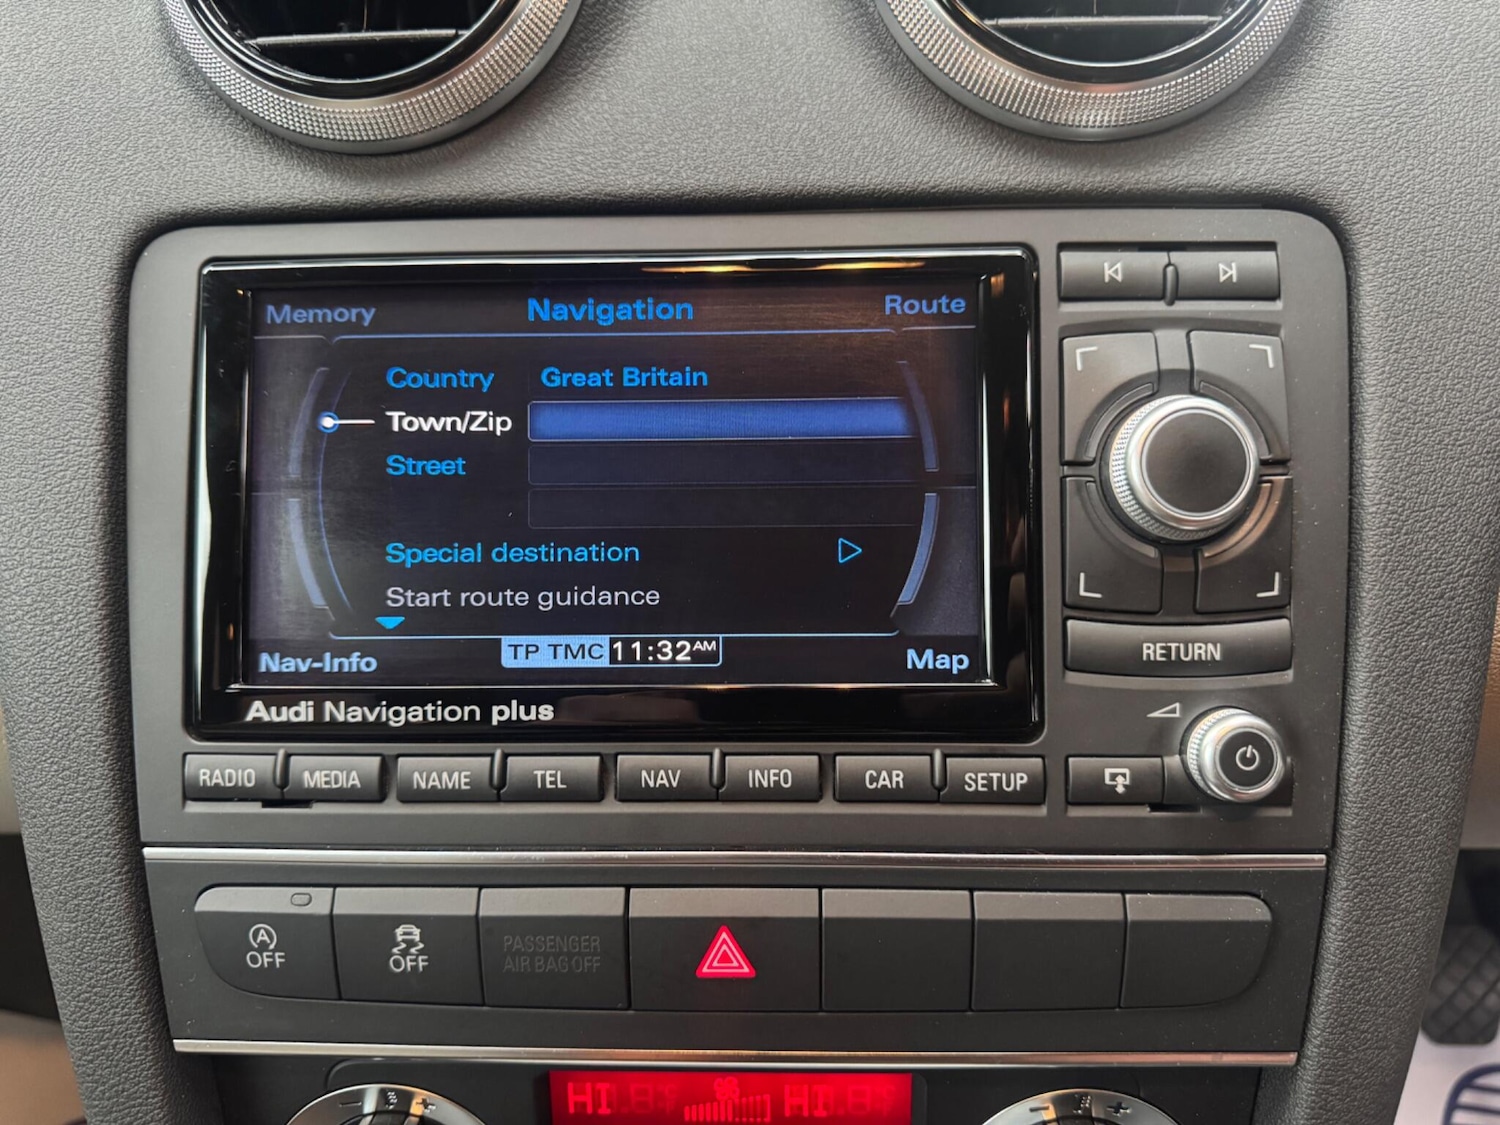 Memory Navigation Route
Country Great Britain
Town/Zip
Street
Special destination
Start route guidance
Nav-Info TP TMC 11:32AM Map
Audi Navigation plus
RETURN
RADIO MEDIA NAME TEL NAV INFO CAR SETUP
A OFF
OFF
PASSENGER
AIR BAG OFF
HI HI